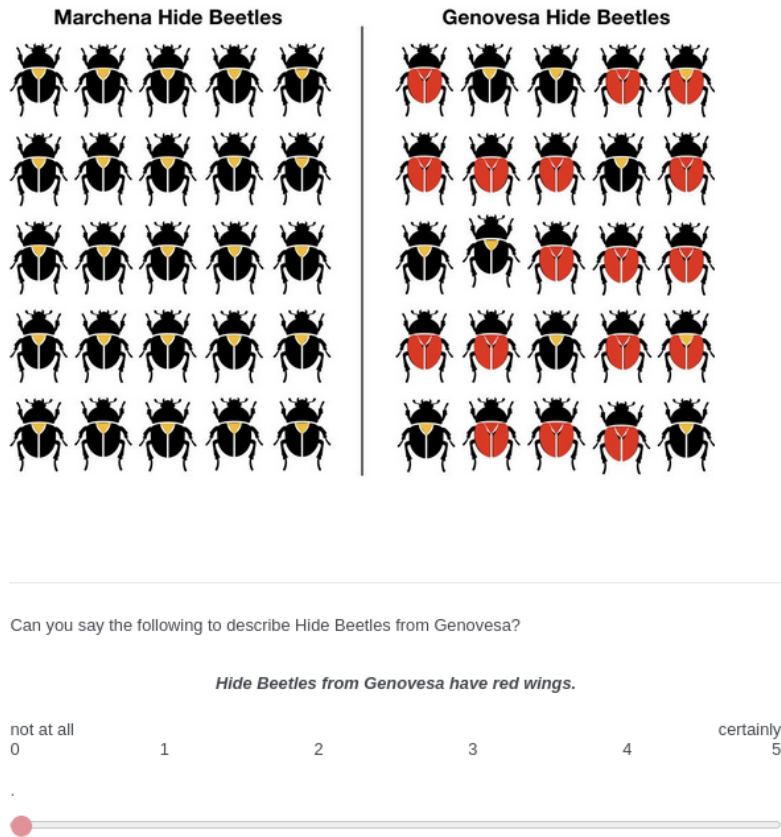 Marchena Hide Beetles
Genovesa Hide Beetles
Can you say the following to describe Hide Beetles from Genovesa?
Hide Beetles from Genovesa have red wings.
not at all
certainly
0 1 2 3 4 5
.